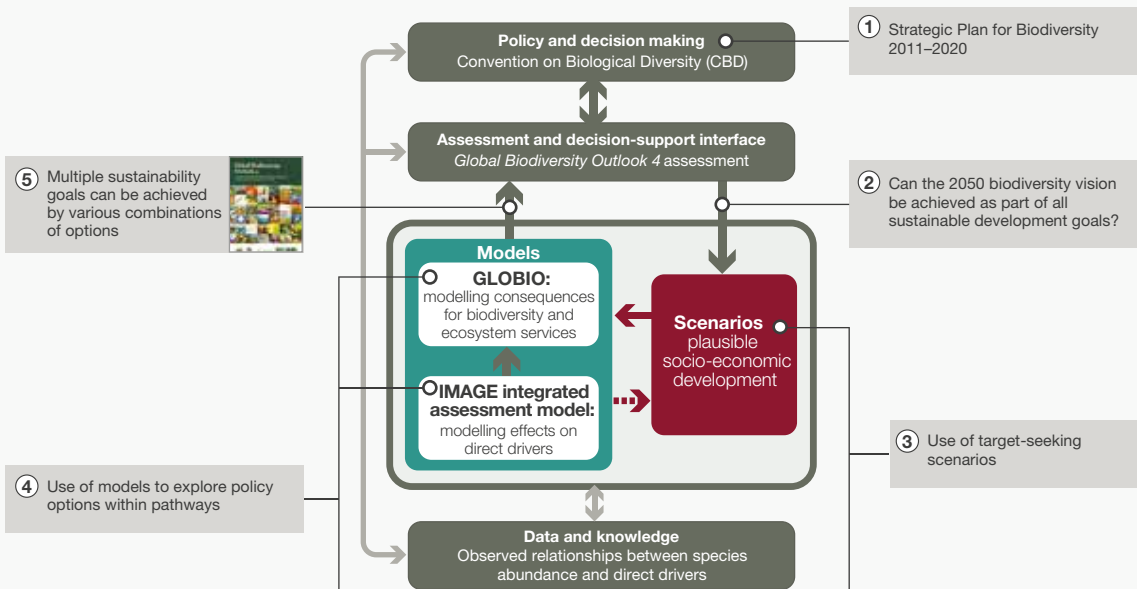 Policy and decision making
Convention on Biological Diversity (CBD)
1 Strategic Plan for Biodiversity
2011–2020
Assessment and decision-support interface
Global Biodiversity Outlook 4 assessment
5 Multiple sustainability
goals can be achieved
by various combinations
of options
2 Can the 2050 biodiversity vision
be achieved as part of all
sustainable development goals?
Models
GLOBIO:
modelling consequences
for biodiversity and
ecosystem services
IMAGE integrated
assessment model:
modelling effects on
direct drivers
Scenarios
plausible
socio-economic
development
3 Use of target-seeking
scenarios
4 Use of models to explore policy
options within pathways
Data and knowledge
Observed relationships between species
abundance and direct drivers